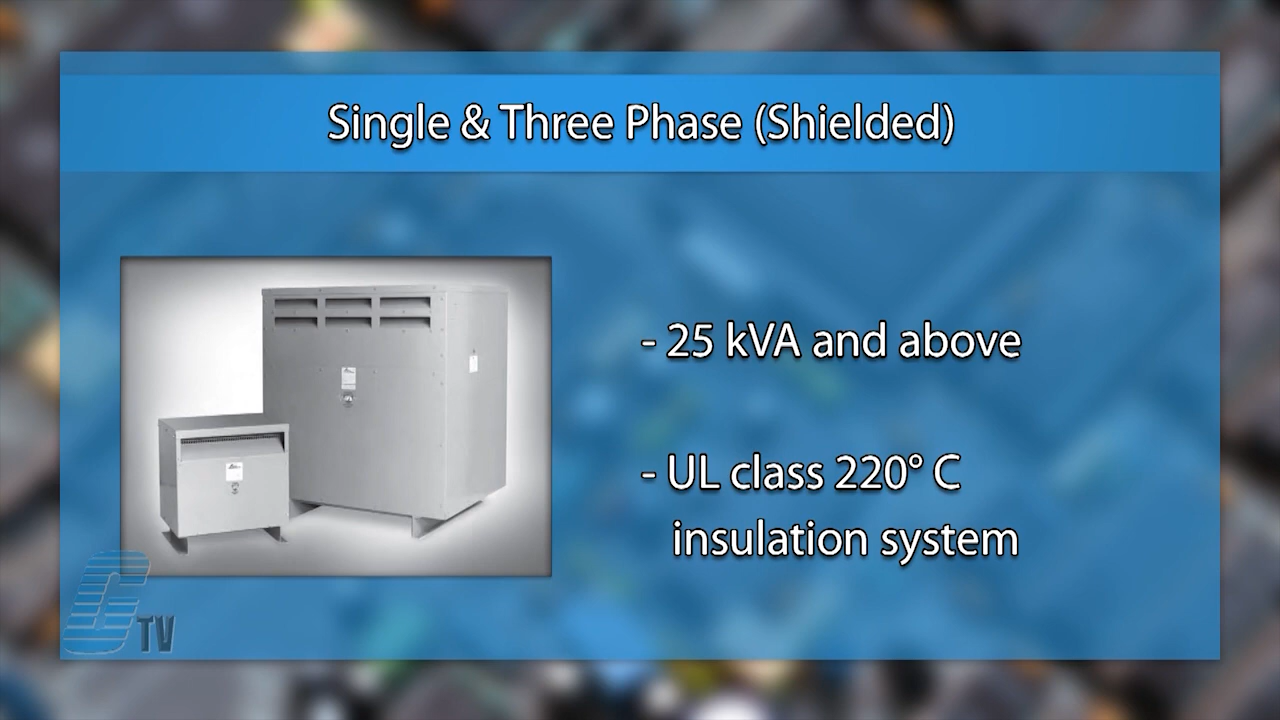 Single & Three Phase (Shielded)
- 25 kVA and above
- UL class 220° C
insulation system
TV